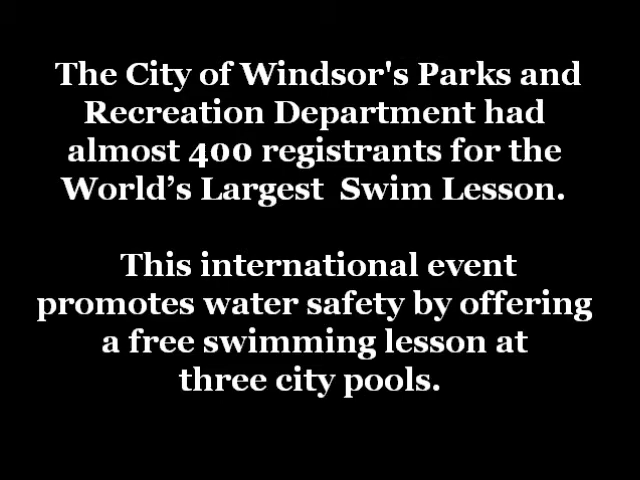 The City of Windsor's Parks and
Recreation Department had
almost 400 registrants for the
World’s Largest  Swim Lesson.
This international event
promotes water safety by offering
a free swimming lesson at
three city pools.